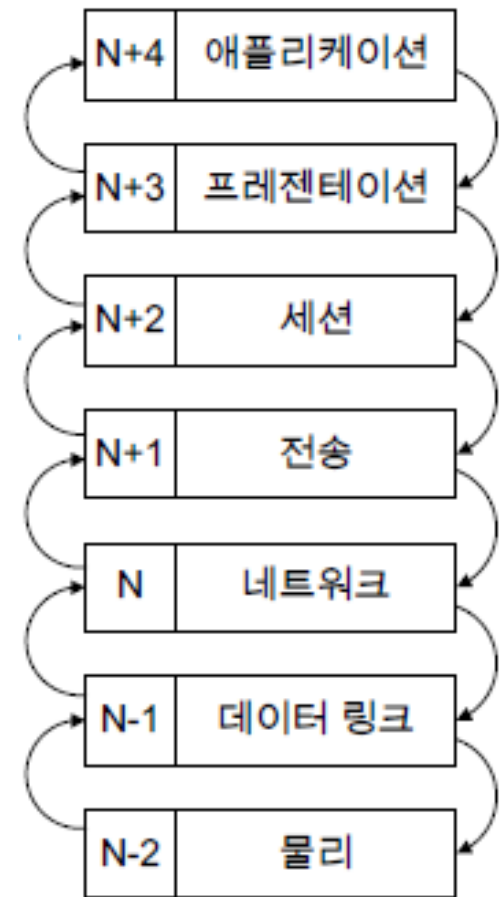 N+4 애플리케이션
N+3 프레젠테이션
N+2 세션
N+1 전송
N 네트워크
N-1 데이터 링크
N-2 물리